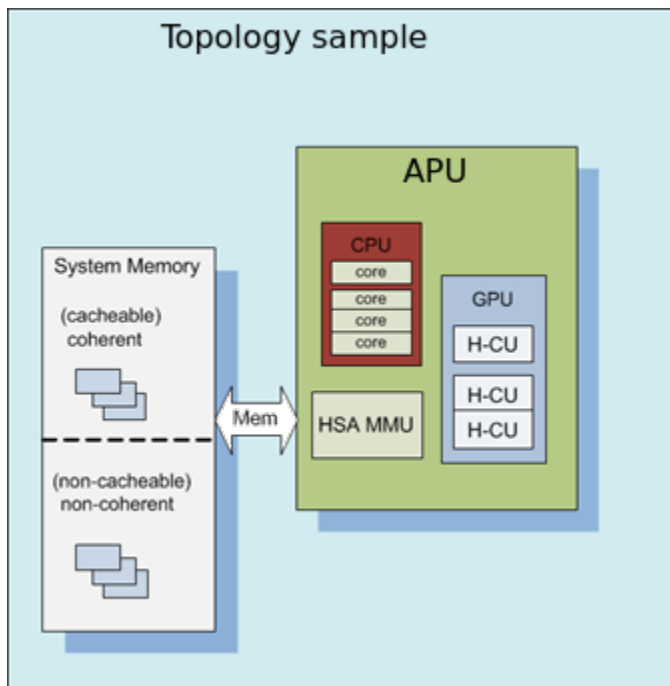 Topology sample
APU
CPU
core
core
core
core
GPU
H-CU
H-CU
H-CU
HSA MMU
System Memory
(cacheable)
coherent
Mem
(non-cacheable)
non-coherent